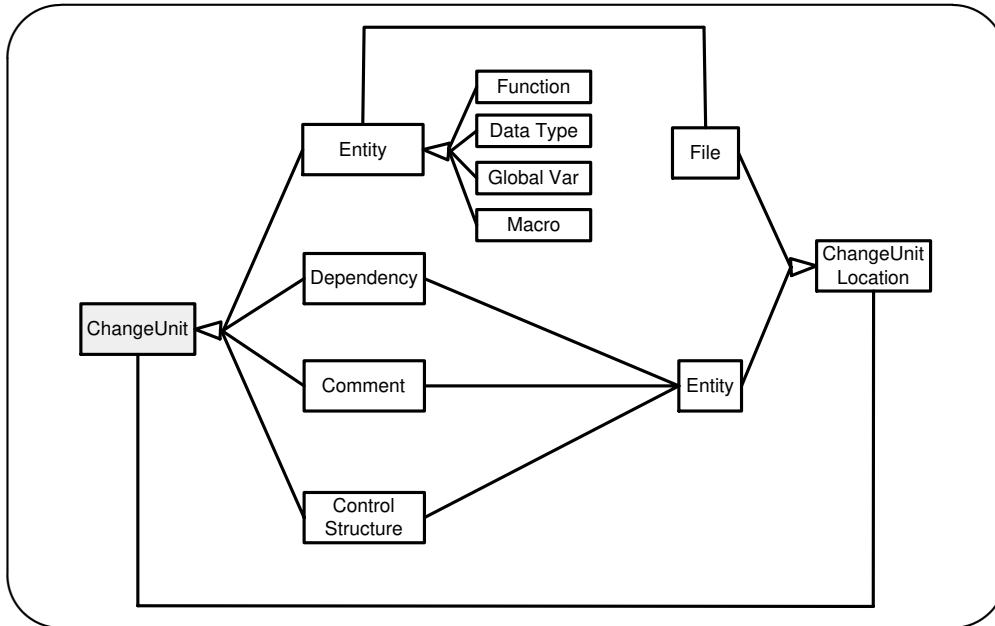 Function
Data Type
Entity
File
Global Var
Macro
ChangeUnit
Location
Dependency
ChangeUnit
Comment
Entity
Control
Structure